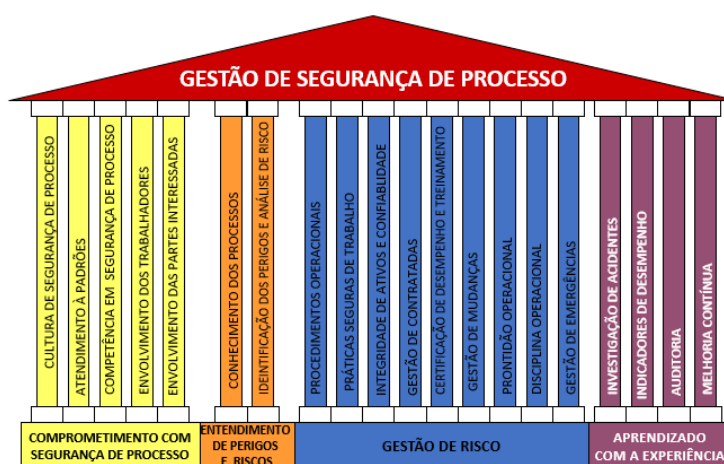 GESTÃO DE SEGURANÇA DE PROCESSO
CULTURA DE SEGURANÇA DE PROCESSO
ATENDIMENTO À PADRÕES
COMPETÊNCIA EM SEGURANÇA DE PROCESSO
ENVOLVIMENTO DOS TRABALHADORES
ENVOLVIMENTO DAS PARTES INTERESSADAS
CONHECIMENTO DOS PROCESSOS
IDENTIFICAÇÃO DOS PERIGOS E ANÁLISE DE RISCO
PROCEDIMENTOS OPERACIONAIS
PRÁTICAS SEGURAS DE TRABALHO
INTEGRIDADE DE ATIVOS E CONFIABLIDADE
GESTÃO DE CONTRATADAS
CERTIFICAÇÃO DE DESEMPENHO E TREINAMENTO
GESTÃO DE MUDANÇAS
PRONTIDÃO OPERACIONAL
DISCIPLINA OPERACIONAL
GESTÃO DE EMERGÊNCIAS
INVESTIGAÇÃO DE ACIDENTES
INDICADORES DE DESEMPENHO
AUDITORIA
MELHORIA CONTÍNUA
COMPROMETIMENTO COM
SEGURANÇA DE PROCESSO
ENTENDIMENTO
DE PERIGOS
E RISCOS
GESTÃO DE RISCO
APRENDIZADO
COM A EXPERIÊNCIA